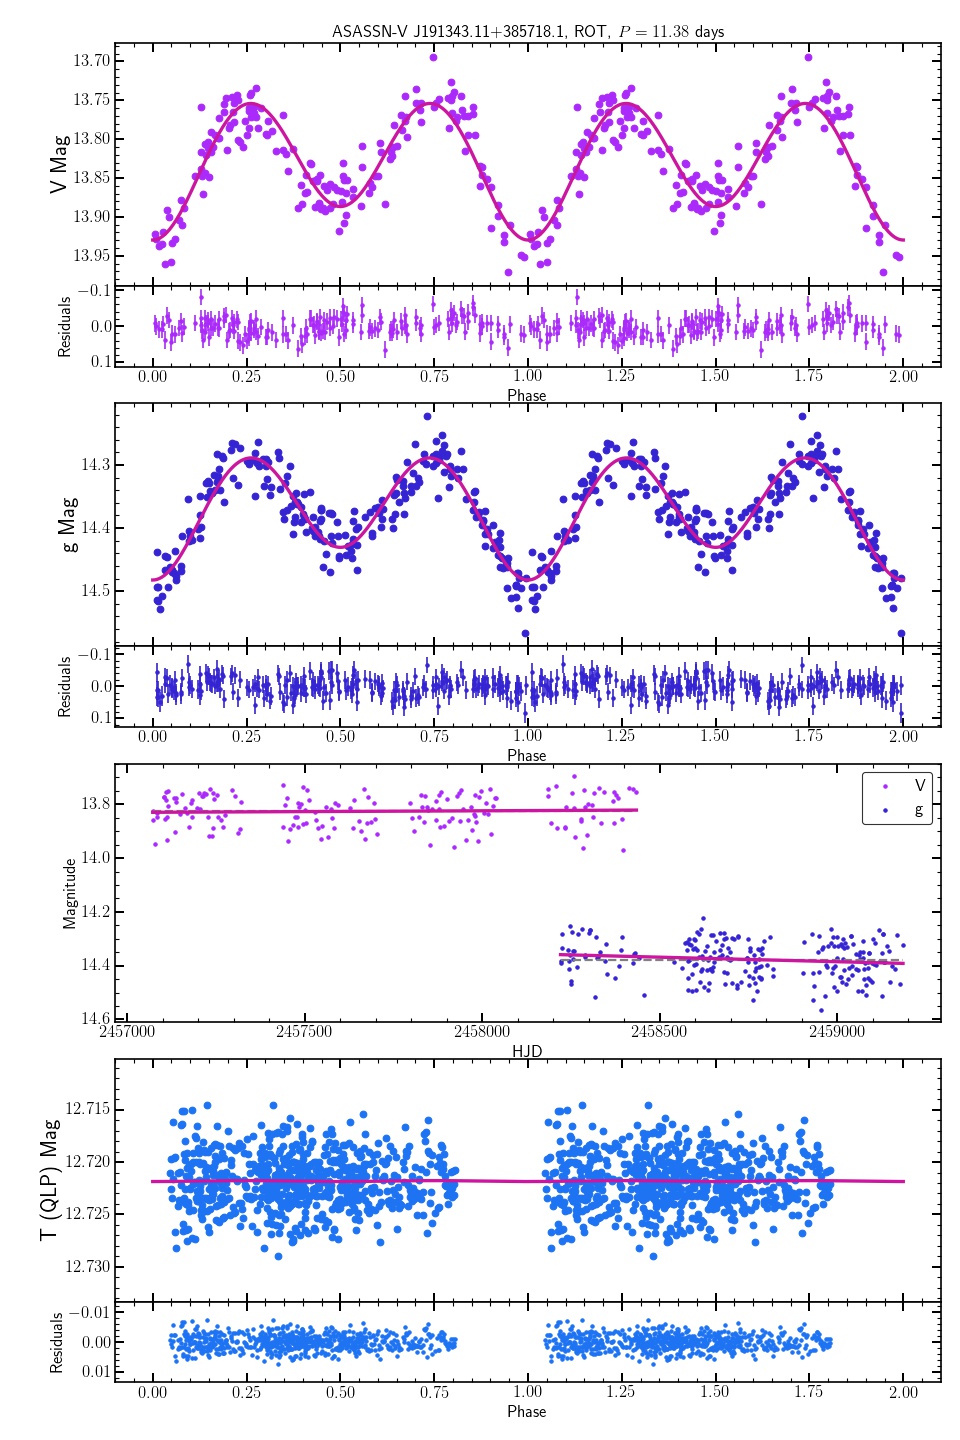 ASASSN-V J191343.11+385718.1, ROT, P = 11.38 days
13.70
13.75
13.80
13.85
13.90
13.95
V Mag
−0.1
0.0
0.1
Residuals
0.00 0.25 0.50 0.75 1.00 1.25 1.50 1.75 2.00
Phase
14.3
14.4
14.5
g Mag
−0.1
0.0
0.1
Residuals
0.00 0.25 0.50 0.75 1.00 1.25 1.50 1.75 2.00
Phase
13.8
14.0
14.2
14.4
14.6
Magnitude
V
g
2457000 2457500 2458000 2458500 2459000
HJD
12.715
12.720
12.725
12.730
T (QLP) Mag
−0.01
0.00
0.01
Residuals
0.00 0.25 0.50 0.75 1.00 1.25 1.50 1.75 2.00
Phase